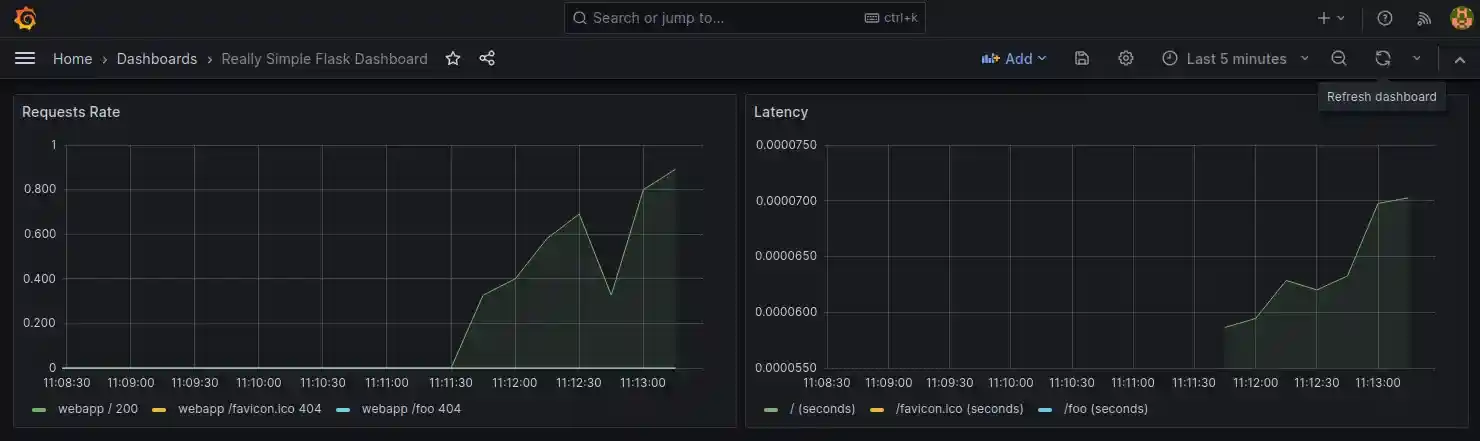 Search or jump to... ctrl+k
Home › Dashboards › Really Simple Flask Dashboard Add Last 5 minutes
Refresh dashboard
Requests Rate
1
0.800
0.600
0.400
0.200
0
11:08:30 11:09:00 11:09:30 11:10:00 11:10:30 11:11:00 11:11:30 11:12:00 11:12:30 11:13:00
webapp / 200 webapp /favicon.ico 404 webapp /foo 404
Latency
0.0000750
0.0000700
0.0000650
0.0000600
0.0000550
11:08:30 11:09:00 11:09:30 11:10:00 11:10:30 11:11:00 11:11:30 11:12:00 11:12:30 11:13:00
/ (seconds) /favicon.ico (seconds) /foo (seconds)